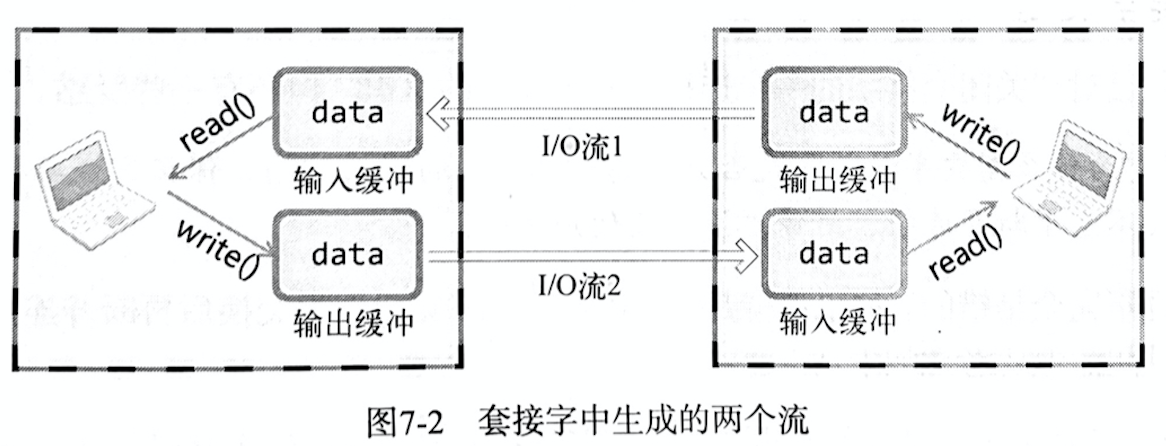 read()
data
输入缓冲
I/O流1
data
输出缓冲
write()
write()
data
输出缓冲
I/O流2
data
输入缓冲
read()
图7-2 套接字中生成的两个流